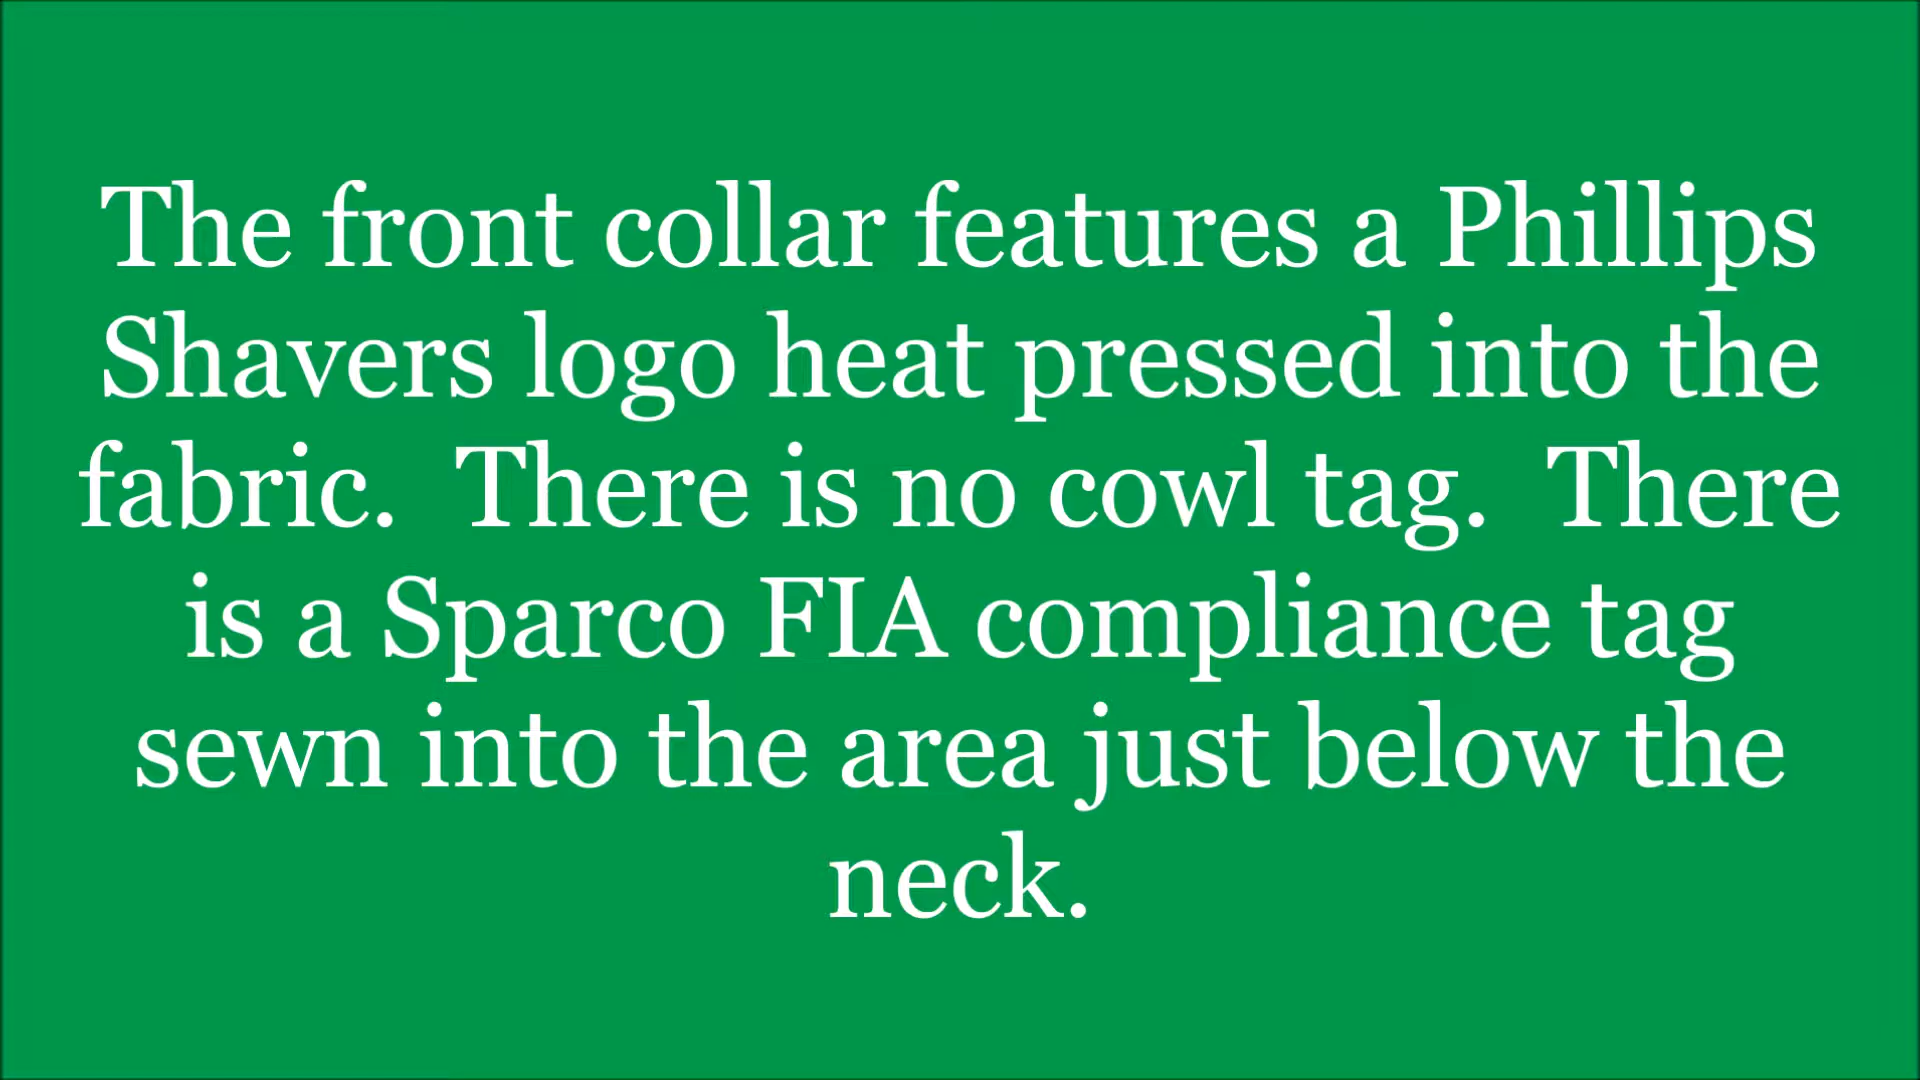 The front collar features a Phillips
Shavers logo heat pressed into the
fabric.  There is no cowl tag.  There
is a Sparco FIA compliance tag
sewn into the area just below the
neck.